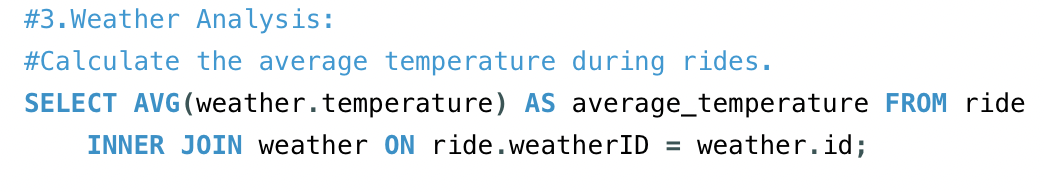 #3.Weather Analysis:
#Calculate the average temperature during rides.
SELECT AVG(weather.temperature) AS average_temperature FROM ride
    INNER JOIN weather ON ride.weatherID = weather.id;